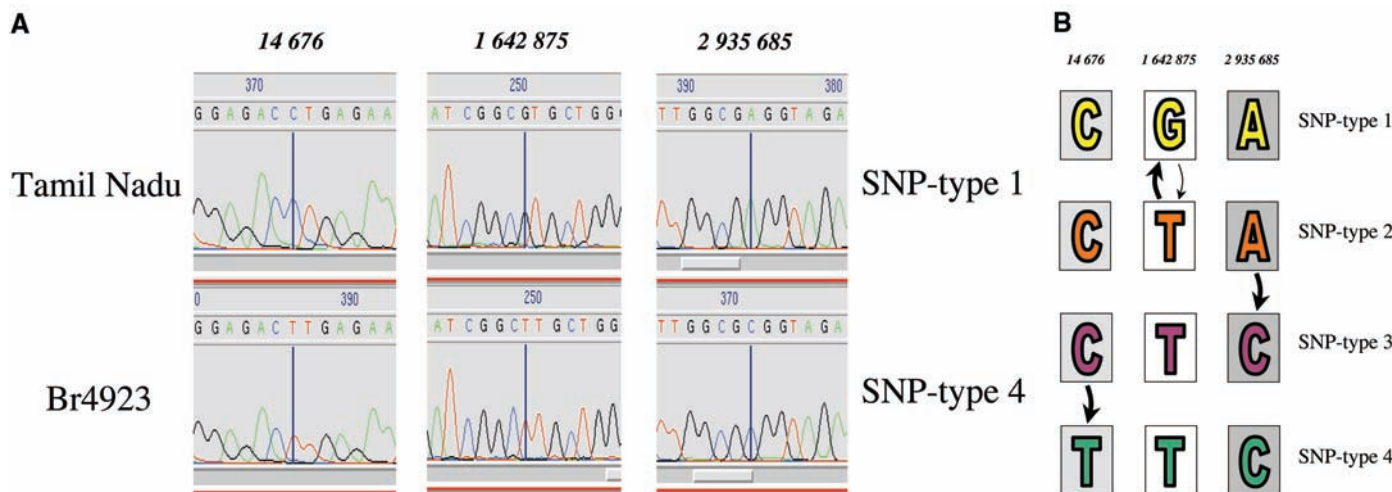 A
14 676 1 642 875 2 935 685
370 250 390 380
G G A G A C C T G A G A A A T C G G C G T G C T G G T T G G C G A G G T A G A
Tamil Nadu SNP-type 1
0 390 250 370
G G A G A C T T G A G A A A T C G G C T T G C T G G T T G G C G C G G T A G A
Br4923 SNP-type 4
B
14 676 1 642 875 2 935 685
C G A SNP-type 1
C T A SNP-type 2
C T C SNP-type 3
T T C SNP-type 4